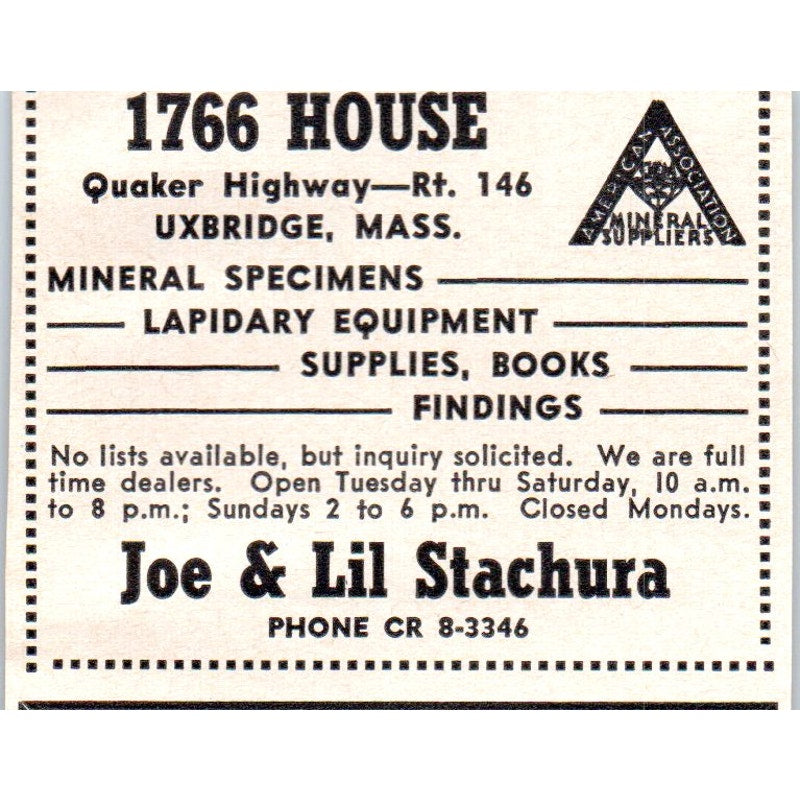 1766 HOUSE
Quaker Highway—Rt. 146
UXBRIDGE, MASS.
AMERICAN ASSOCIATION
MINERAL
SUPPLIERS
MINERAL SPECIMENS
LAPIDARY EQUIPMENT
SUPPLIES, BOOKS
FINDINGS
No lists available, but inquiry solicited. We are full
time dealers. Open Tuesday thru Saturday, 10 a.m.
to 8 p.m.; Sundays 2 to 6 p.m. Closed Mondays.
Joe & Lil Stachura
PHONE CR 8-3346